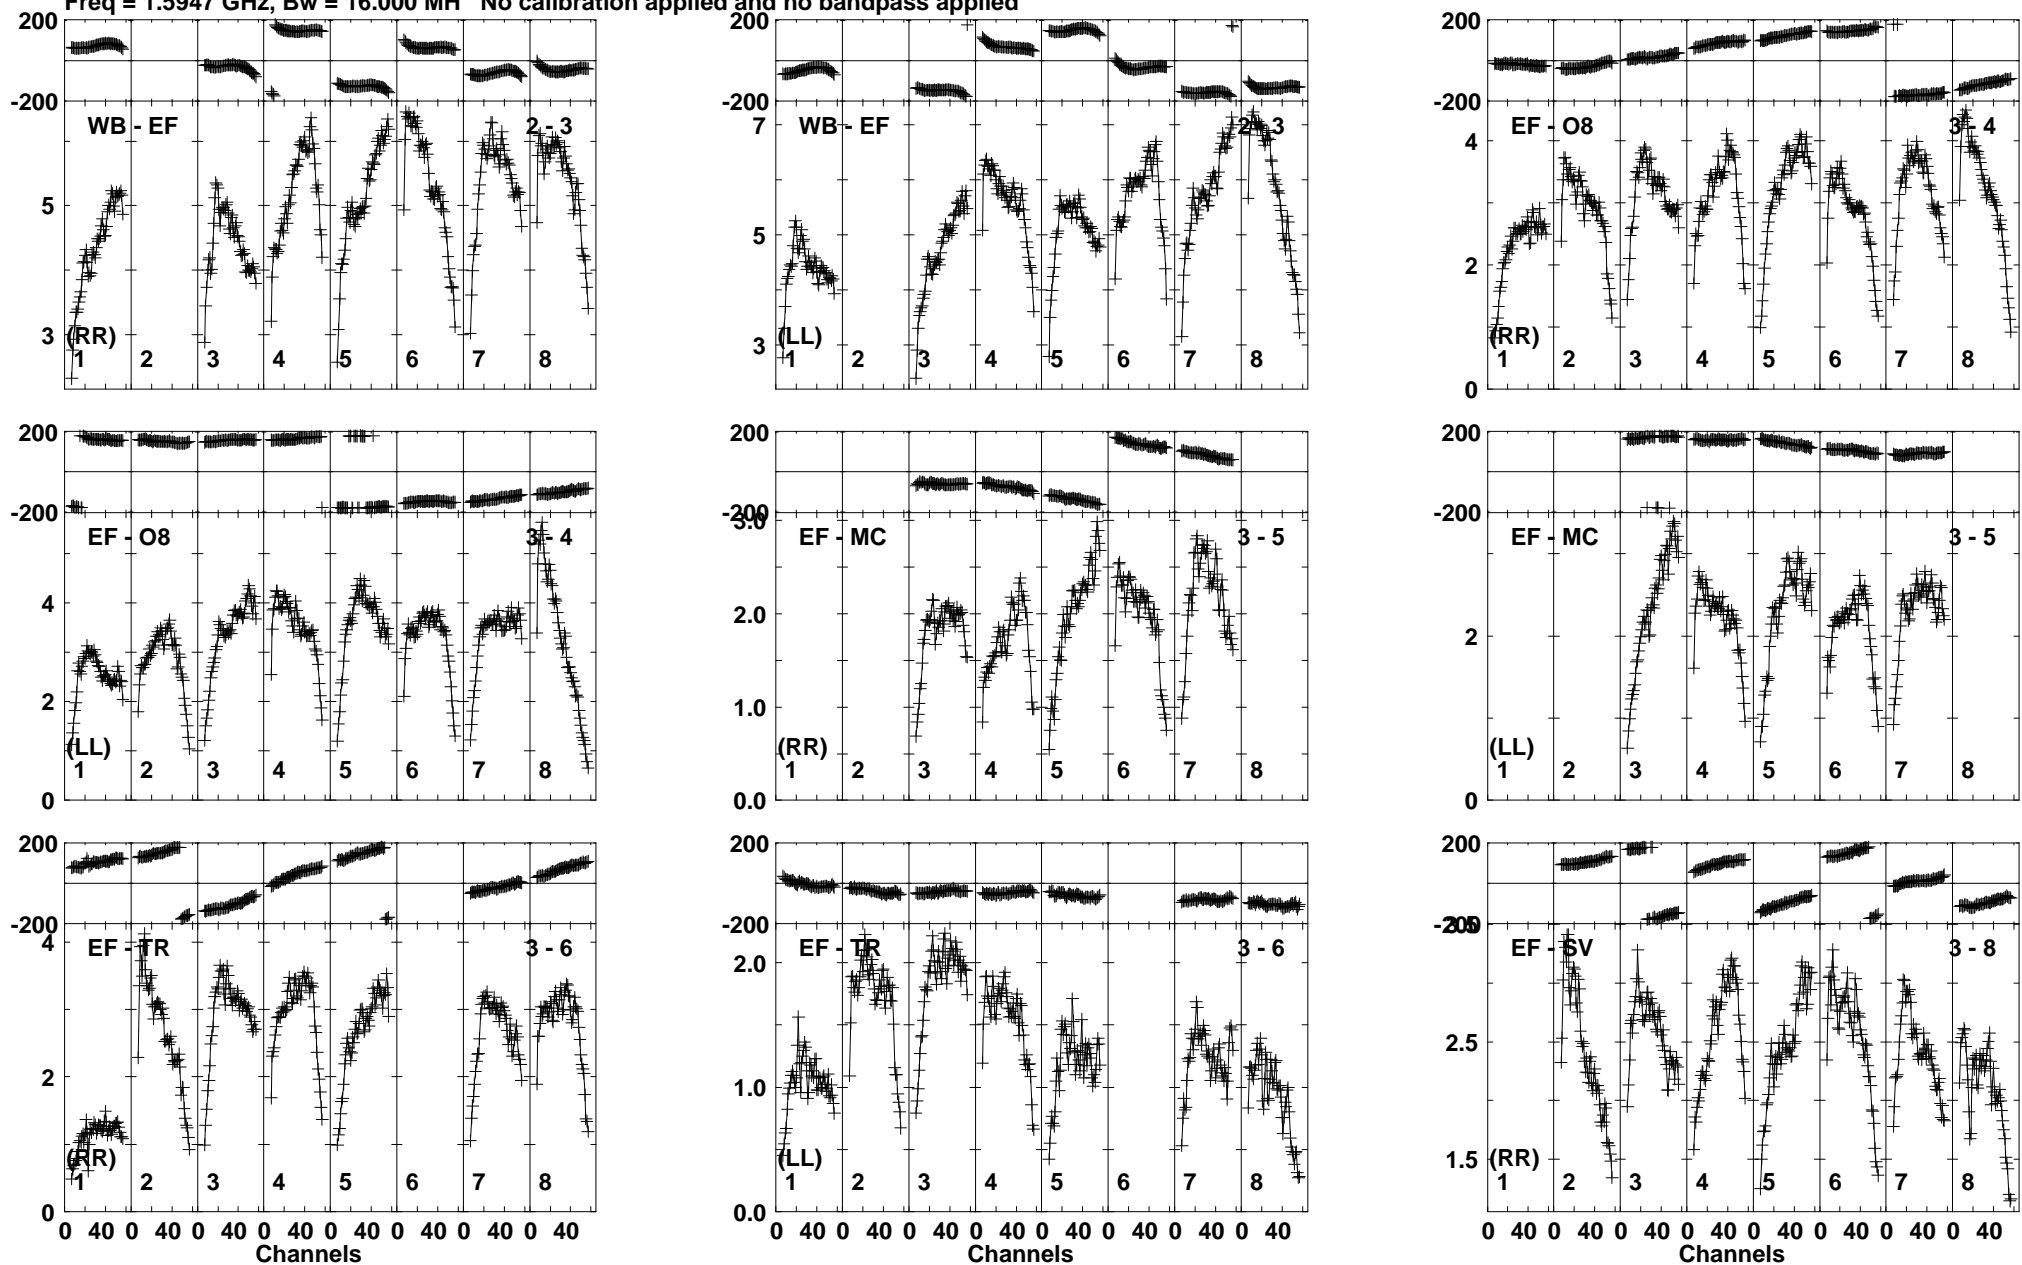 Freq = 1.5947 GHz, Bw = 16.000 MH No calibration applied and no bandpass applied
200 200 200
-200 -200 -200
WB - EF 2 - 3 WB - EF 2 - 3 EF - O8 3 - 4
7 4
5 5 2
3 3 0
(RR) (LL) (RR)
1 2 3 4 5 6 7 8 1 2 3 4 5 6 7 8 1 2 3 4 5 6 7 8
200 200 200
-200 -200 -200
EF - O8 3 - 4 EF - MC 3 - 5 EF - MC 3 - 5
3.0
4 2.0 2
2 1.0
(LL) (RR) (LL)
1 2 3 4 5 6 7 8 1 2 3 4 5 6 7 8 1 2 3 4 5 6 7 8
0 0.0 0
200 200 200
-200 -200 -200
3.5
EF - TR 3 - 6 EF - TR 3 - 6 EF - SV 3 - 8
4 2.0
2 1.0 2.5
1.5
(RR) (LL) (RR)
1 2 3 4 5 6 7 8 1 2 3 4 5 6 7 8 1 2 3 4 5 6 7 8
0 0.0
0 40 0 40 0 40 0 40 0 40 0 40 0 40 0 40 0 40 0 40 0 40 0 40 0 40 0 40 0 40 0 40 0 40 0 40 0 40 0 40 0 40 0 40 0 40 0 40
Channels Channels Channels